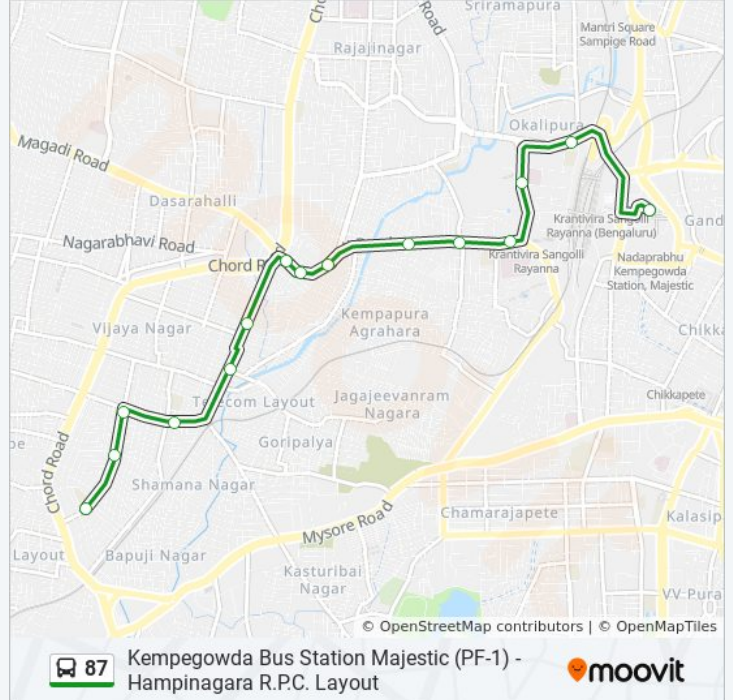 Sriramapura
Mantri Square
Sampige Road
Road
Rajajinagar
Okalipura
Magadi Road
Dasarahalli
Krantivira Sangolli
Rayanna (Bengaluru)
Gand
Nagarabhavi Road
Krantivira Sangolli
Rayanna
Nadaprabhu
Kempegowda
Station, Majestic
Chord R d
Vijaya Nagar
Kempapura
Agrahara
Chikka
Jagajeevanram
Nagara
Chikkapete
Telecom Layout
Goripalya
Chord Road
Shamana Nagar
Mysore Road
Chamarajapete
Kalasip
Layout
Bapuji Nagar
Kasturibai
Nagar
VV Pura
© OpenStreetMap contributors | © OpenMapTiles
87
Kempegowda Bus Station Majestic (PF-1) -
Hampinagara R.P.C. Layout
moovit